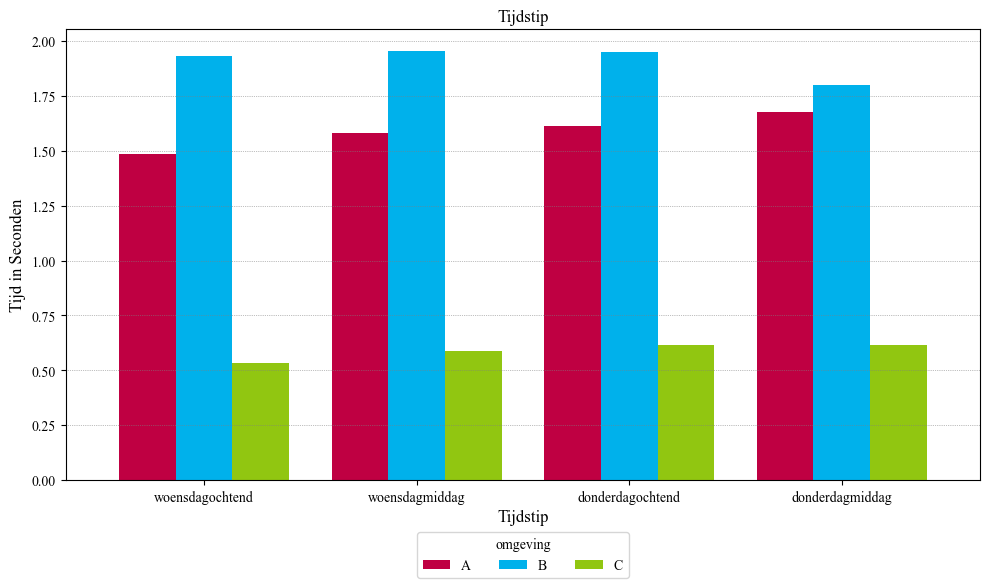 Tijdstip
2.00
1.75
1.50
1.25
1.00
0.75
0.50
0.25
0.00
Tijd in Seconden
woensdagochtend woensdagmiddag donderdagochtend donderdagmiddag
Tijdstip
omgeving
A B C